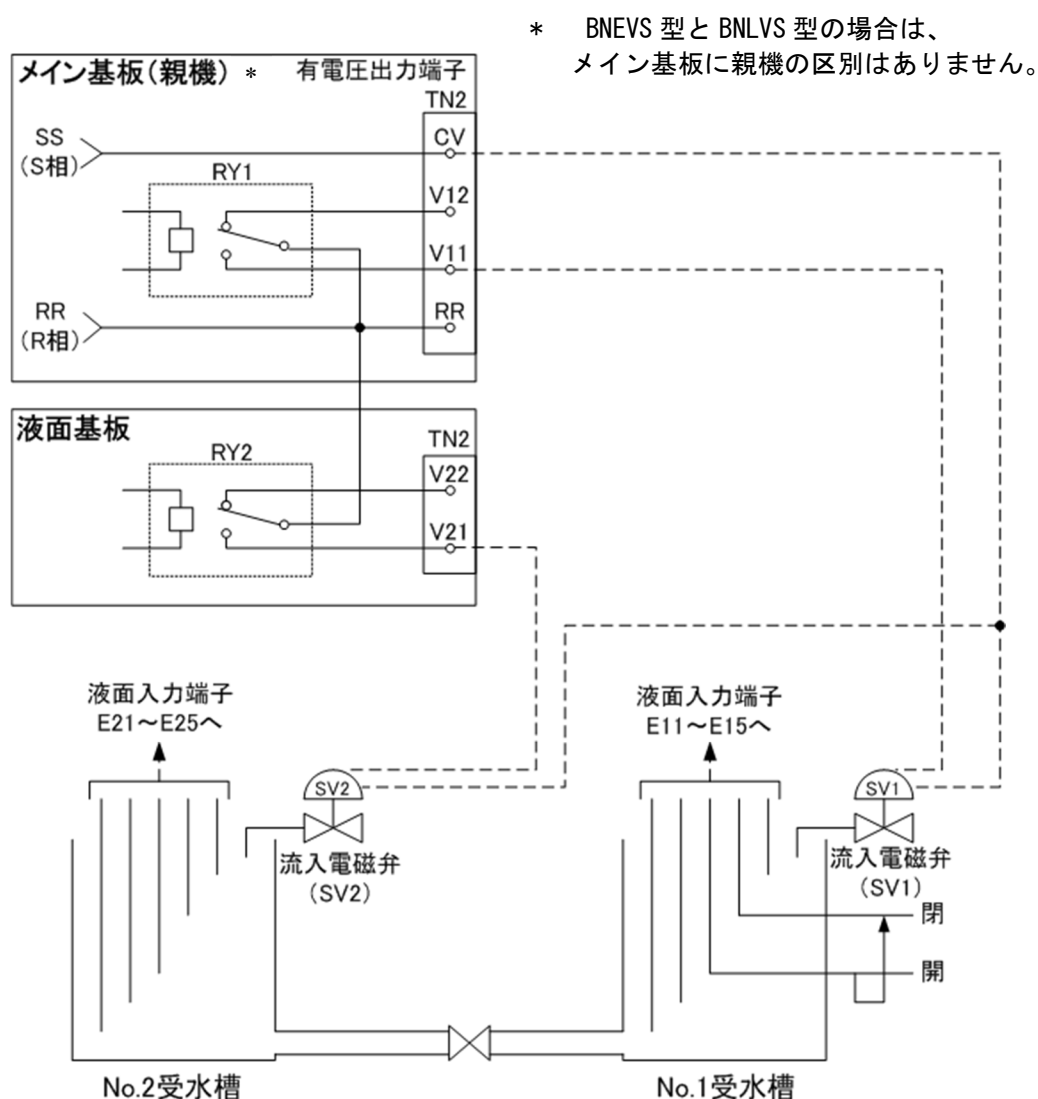 * BNEVS 型と BNLVS 型の場合は、
メイン基板に親機の区別はありません。
メイン基板(親機) * 有電圧出力端子
TN2
SS
(S相)
CV
RY1
V12
V11
RR
(R相)
RR
液面基板
TN2
RY2
V22
V21
液面入力端子
E21~E25へ
液面入力端子
E11~E15へ
SV2
SV1
流入電磁弁
(SV2)
流入電磁弁
(SV1)
閉
開
No.2受水槽
No.1受水槽